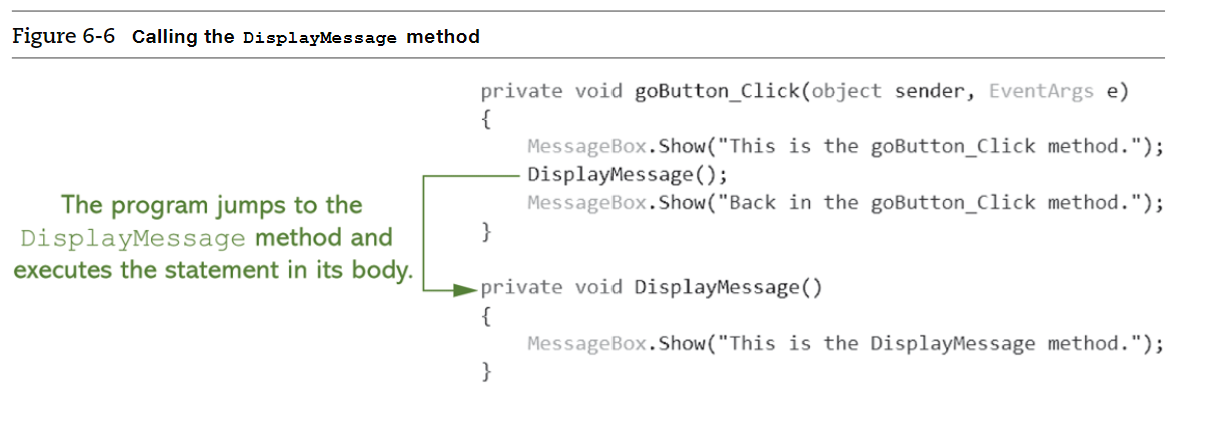 Figure 6-6 Calling the DisplayMessage method
private void goButton_Click(object sender, EventArgs e)
{
MessageBox.Show("This is the goButton_Click method.");
DisplayMessage();
MessageBox.Show("Back in the goButton_Click method.");
}
The program jumps to the
DisplayMessage method and
executes the statement in its body.
private void DisplayMessage()
{
MessageBox.Show("This is the DisplayMessage method.");
}